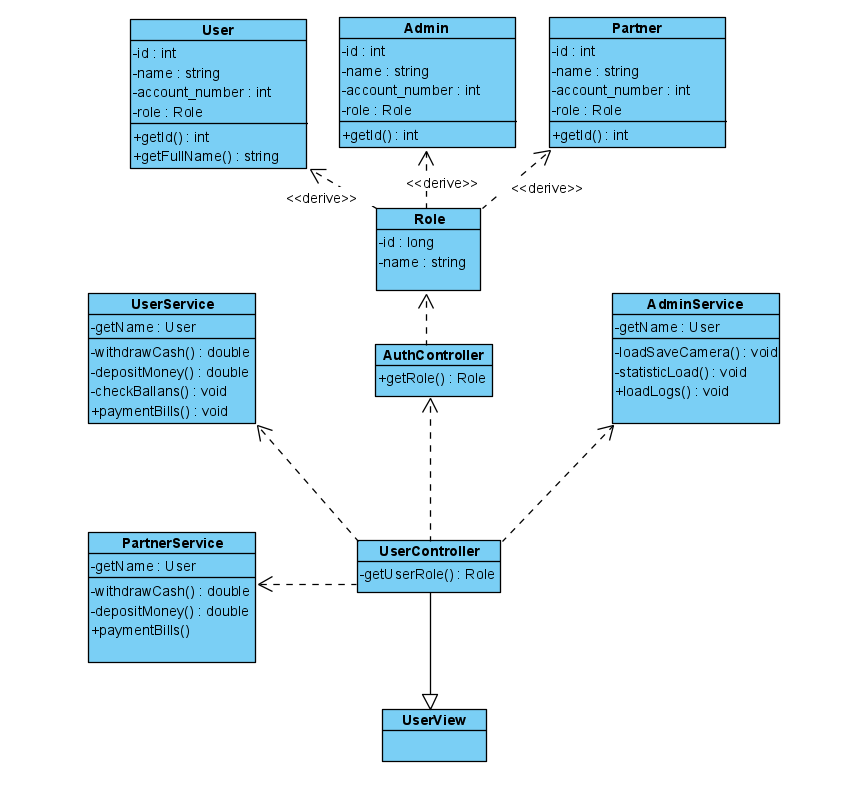 User
-id : int
-name : string
-account_number : int
-role : Role
+getId() : int
+getFullName() : string
Admin
-id : int
-name : string
-account_number : int
-role : Role
+getId() : int
Partner
-id : int
-name : string
-account_number : int
-role : Role
+getId() : int
<<derive>>
<<derive>>
<<derive>>
Role
-id : long
-name : string
UserService
-getName : User
-withdrawCash() : double
-depositMoney() : double
-checkBallans() : void
+paymentBills() : void
AuthController
+getRole() : Role
AdminService
-getName : User
-loadSaveCamera() : void
-statisticLoad() : void
+loadLogs() : void
PartnerService
-getName : User
-withdrawCash() : double
-depositMoney() : double
+paymentBills()
UserController
-getUserRole() : Role
UserView